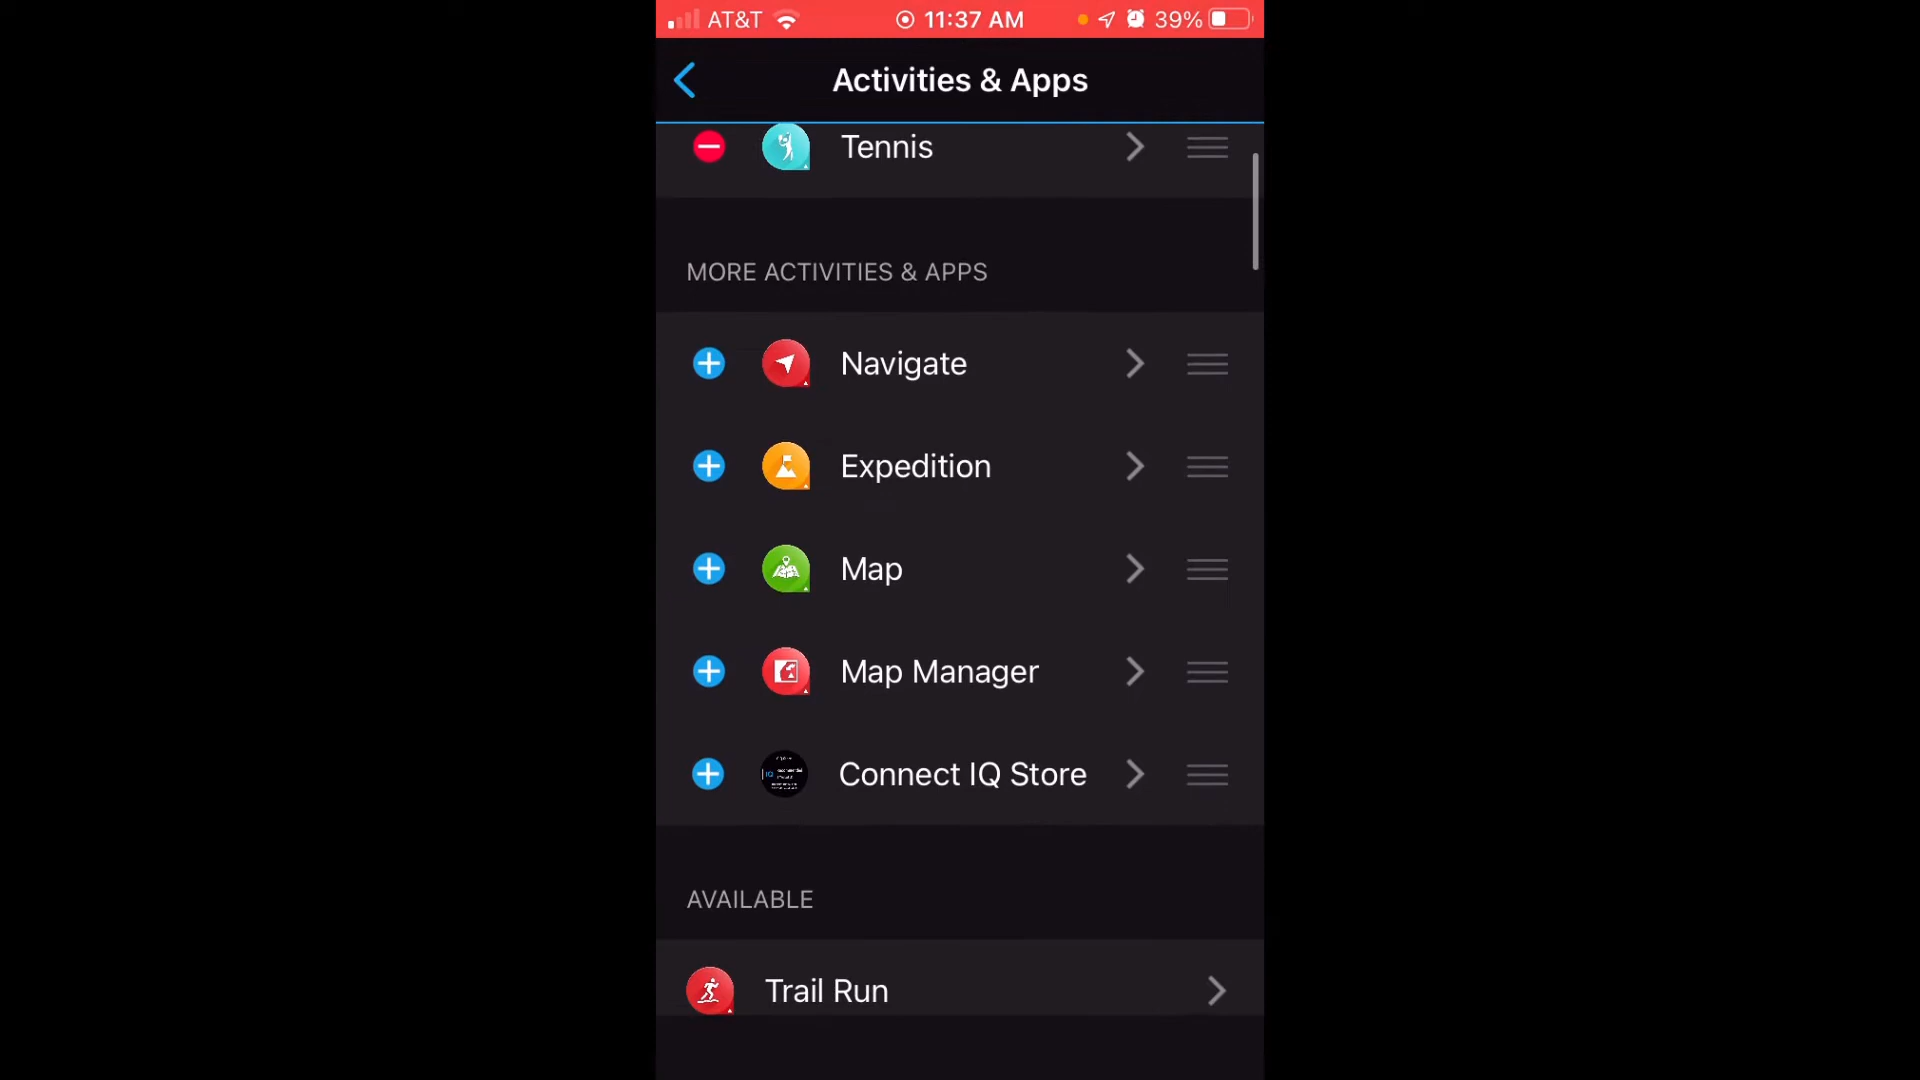 AT&T 11:37 AM 39%
Activities & Apps
Tennis
MORE ACTIVITIES & APPS
Navigate
Expedition
Map
Map Manager
Connect IQ Store
AVAILABLE
Trail Run